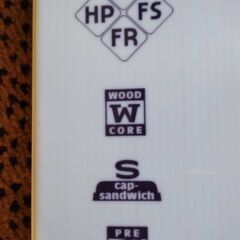 HP FS
FR
WOOD
W
CORE
S
cap-
sandwich
PRE